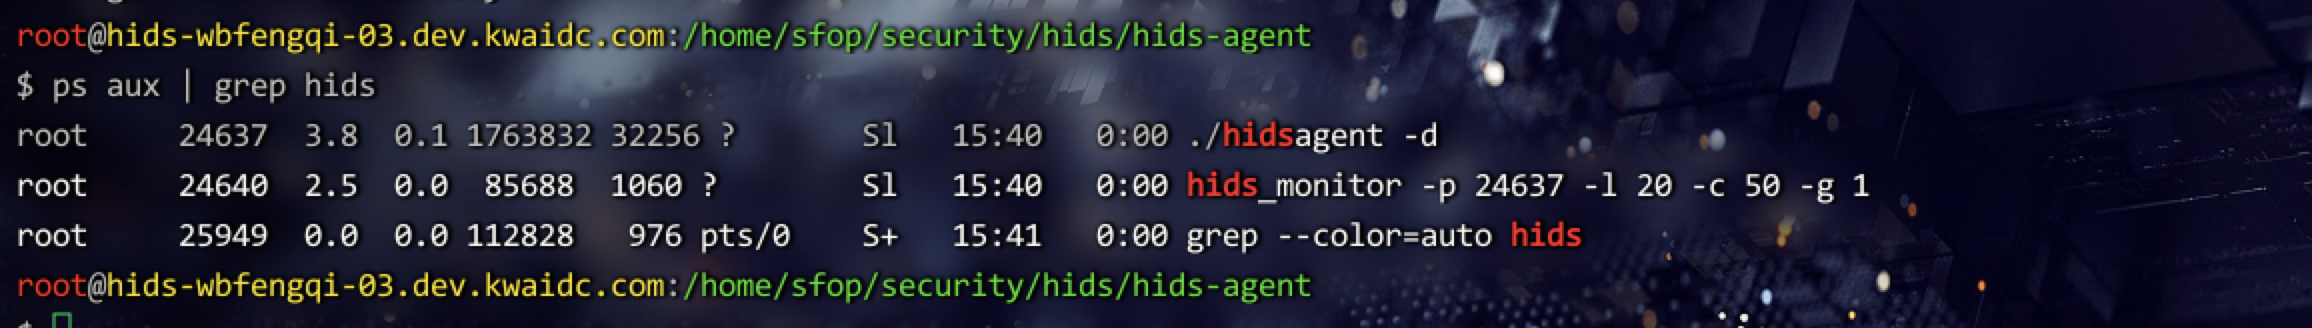 root@hids-wbfengqi-03.dev.kwaidc.com:/home/sfop/security/hids/hids-agent
$ ps aux | grep hids
root     24637  3.8  0.1 1763832 32256 ?       Sl   15:40   0:00 ./hidsagent -d
root     24640  2.5  0.0  85688  1060 ?        Sl   15:40   0:00 hids_monitor -p 24637 -l 20 -c 50 -g 1
root     25949  0.0  0.0 112828   976 pts/0    S+   15:41   0:00 grep --color=auto hids
root@hids-wbfengqi-03.dev.kwaidc.com:/home/sfop/security/hids/hids-agent
$